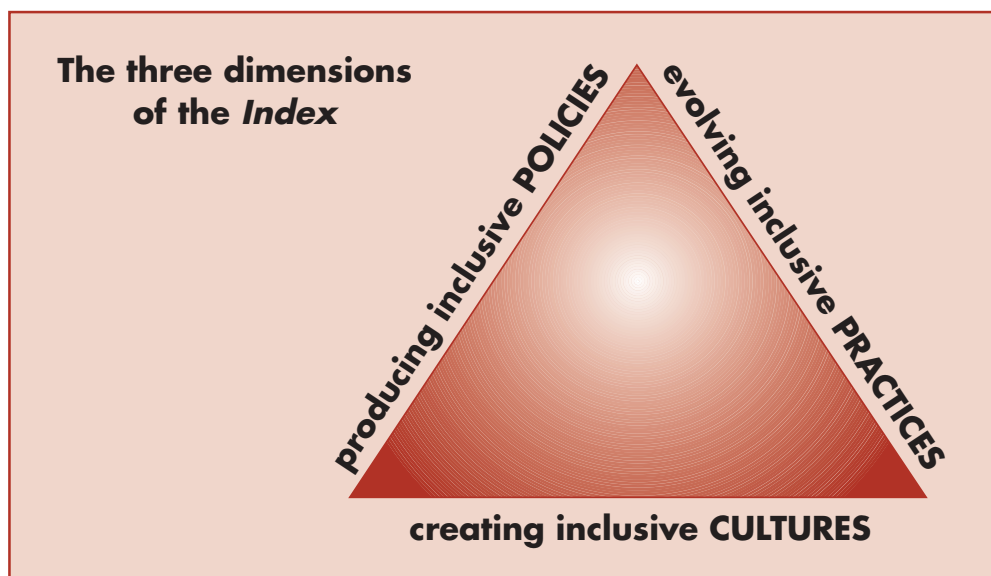 The three dimensions
of the Index
producing inclusive POLICIES
evolving inclusive PRACTICES
creating inclusive CULTURES